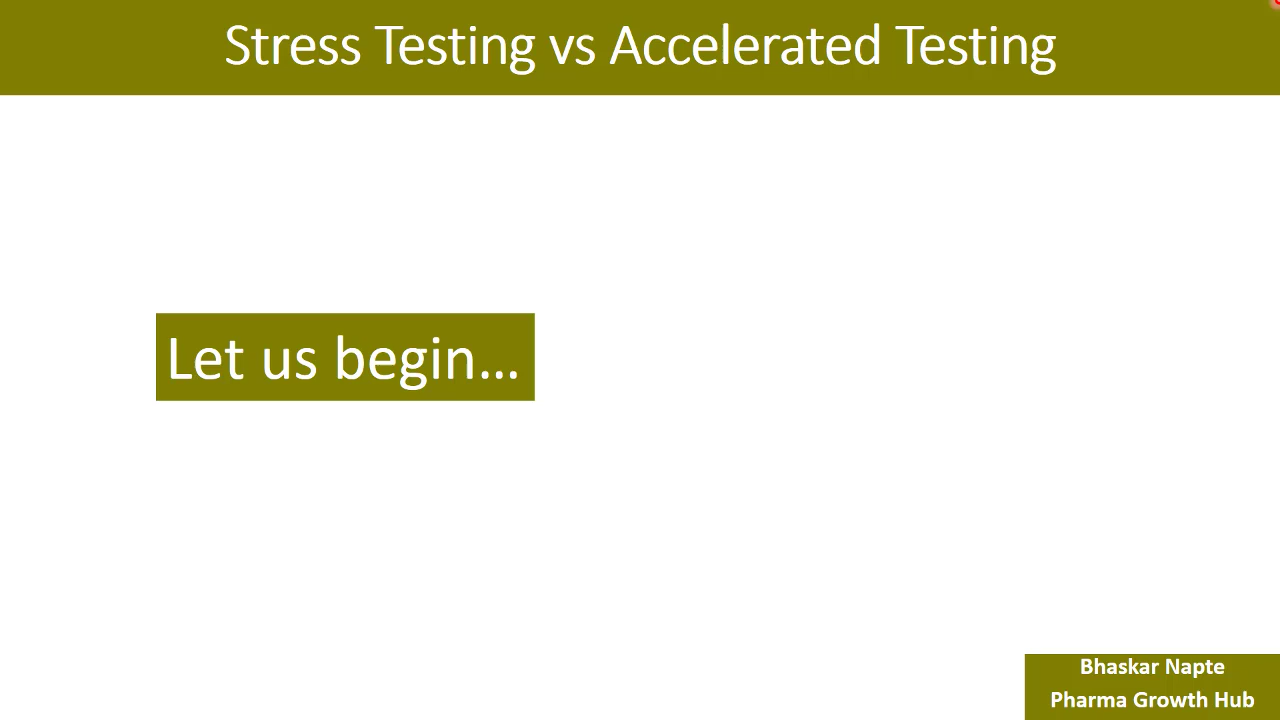 Stress Testing vs Accelerated Testing
Let us begin...
Bhaskar Napte
Pharma Growth Hub